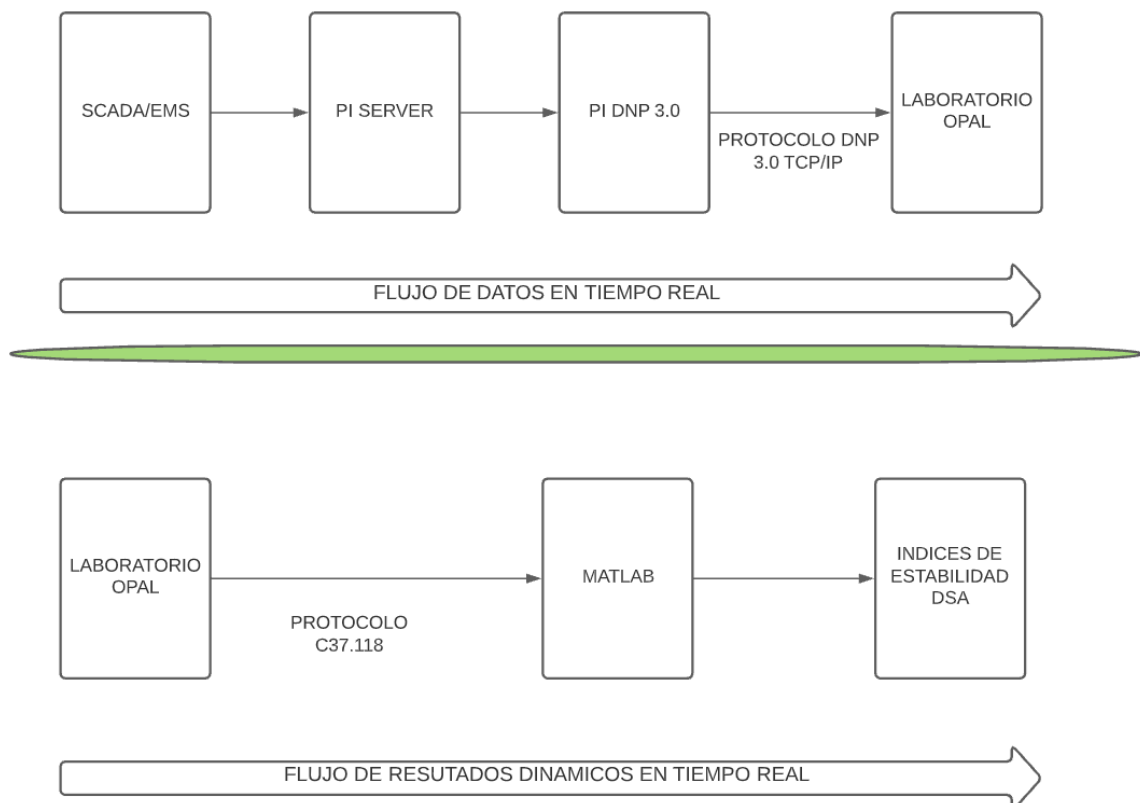 SCADA/EMS
PI SERVER
PI DNP 3.0
PROTOCOLO DNP
3.0 TCP/IP
LABORATORIO
OPAL
FLUJO DE DATOS EN TIEMPO REAL
LABORATORIO
OPAL
PROTOCOLO
C37.118
MATLAB
INDICES DE
ESTABILIDAD
DSA
FLUJO DE RESUTADOS DINAMICOS EN TIEMPO REAL